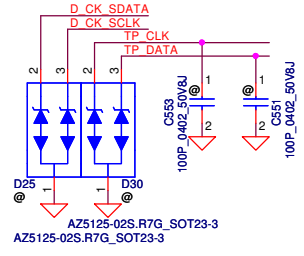 D_CK_SDATA
D_CK_SCLK
TP_CLK
TP_DATA
2 3 2 3
1 1
@ @
C553 C551
100P_0402_50V8J 100P_0402_50V8J
2 2
D25 D30
@ @
1 1
AZ5125-02S.R7G_SOT23-3
AZ5125-02S.R7G_SOT23-3